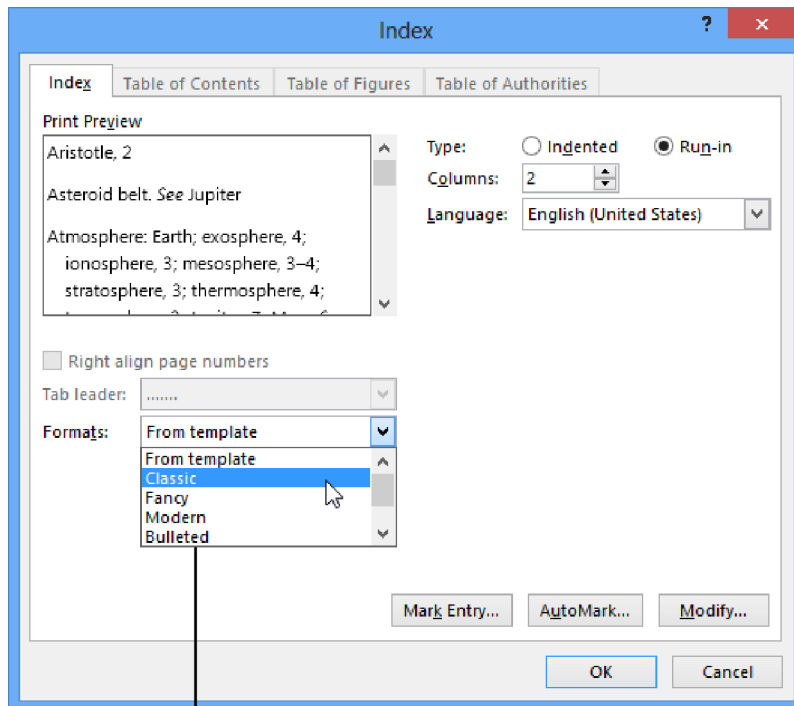 Index
?
Index
Table of Contents
Table of Figures
Table of Authorities
Print Preview
Aristotle, 2
Asteroid belt. See Jupiter
Atmosphere: Earth; exosphere, 4;
ionosphere, 3; mesosphere, 3–4;
stratosphere, 3; thermosphere, 4;
Type:
Indented
Run-in
Columns:
2
Language:
English (United States)
Right align page numbers
Tab leader:
.......
Formats:
From template
From template
Classic
Fancy
Modern
Bulleted
Mark Entry...
AutoMark...
Modify...
OK
Cancel